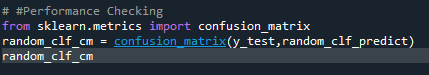 # #Performance Checking
from sklearn.metrics import confusion_matrix
random_clf_cm = confusion_matrix(y_test,random_clf_predict)
random_clf_cm